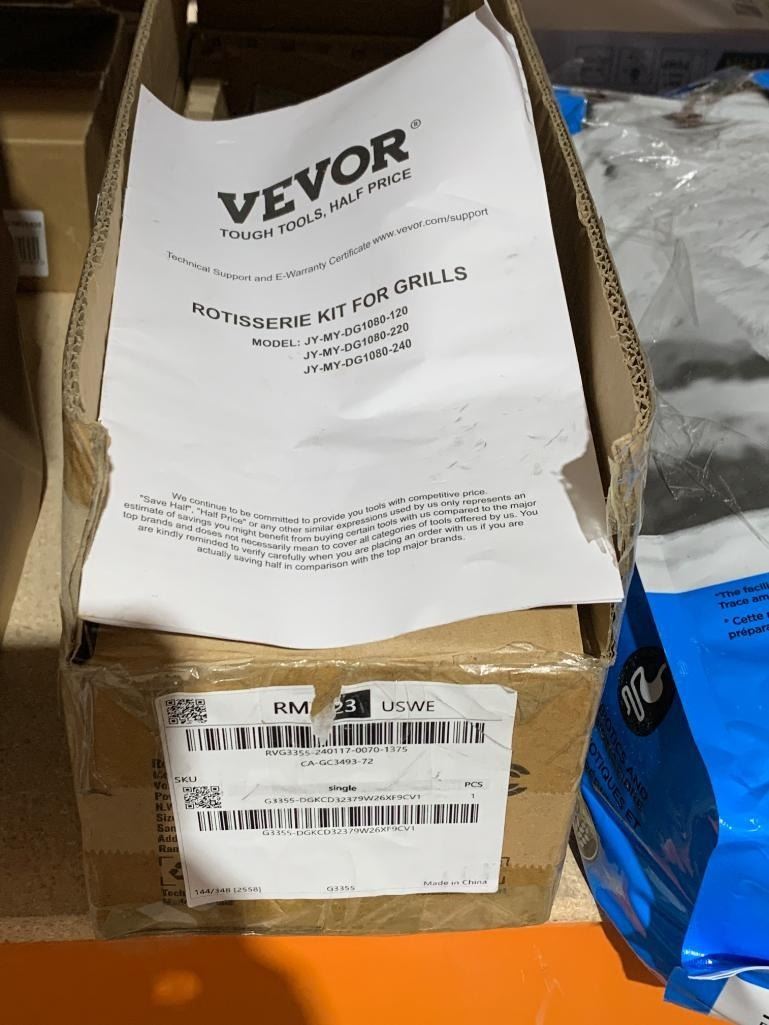 VEVOR®
TOUGH TOOLS, HALF PRICE
Technical Support and E-Warranty Certificate www.vevor.com/support
ROTISSERIE KIT FOR GRILLS
MODEL: JY-MY-DG1080-120
JY-MY-DG1080-220
JY-MY-DG1080-240
We continue to be committed to provide you tools with competitive price.
"Save Half", "Half Price" or any other similar expressions used by us only represents an
estimate of savings you might benefit from buying certain tools with us compared to the major
top brands and doses not necessarily mean to cover all categories of tools offered by us. You
are kindly reminded to verify carefully when you are placing an order with us if you are
actually saving half in comparison with the top major brands.
RM 23 USWE
RVG3355-240117-0070-1375
CA-GC3493-72
SKU single PCS
G3355-DGKCD32379W26XF9CV1 1
G3355-DGKCD32379W26XF9CV1
144/348 [2558] G3355 Made in China
"The facili
Trace am
* Cette
prépara